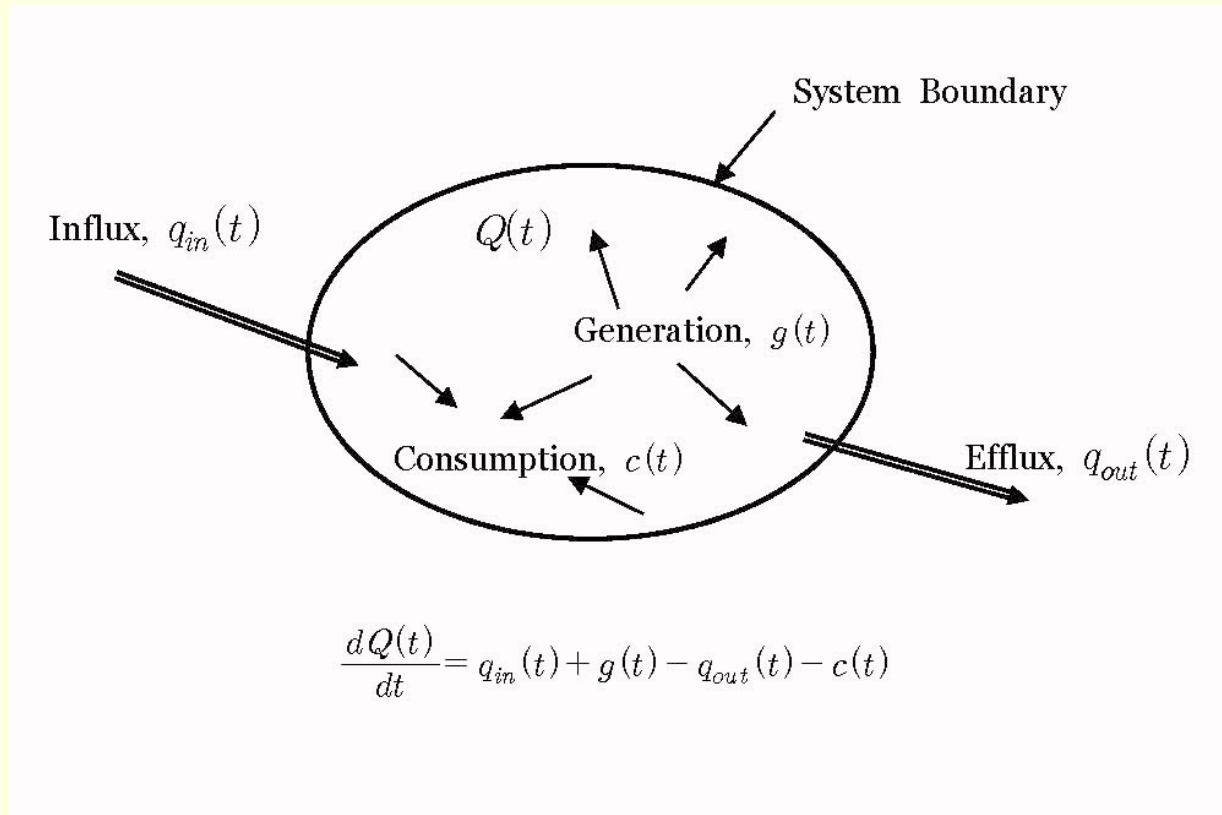 System Boundary
Influx, q_in(t)
Q(t)
Generation, g(t)
Consumption, c(t)
Efflux, q_out(t)
dQ(t)/dt = q_in(t) + g(t) − q_out(t) − c(t)